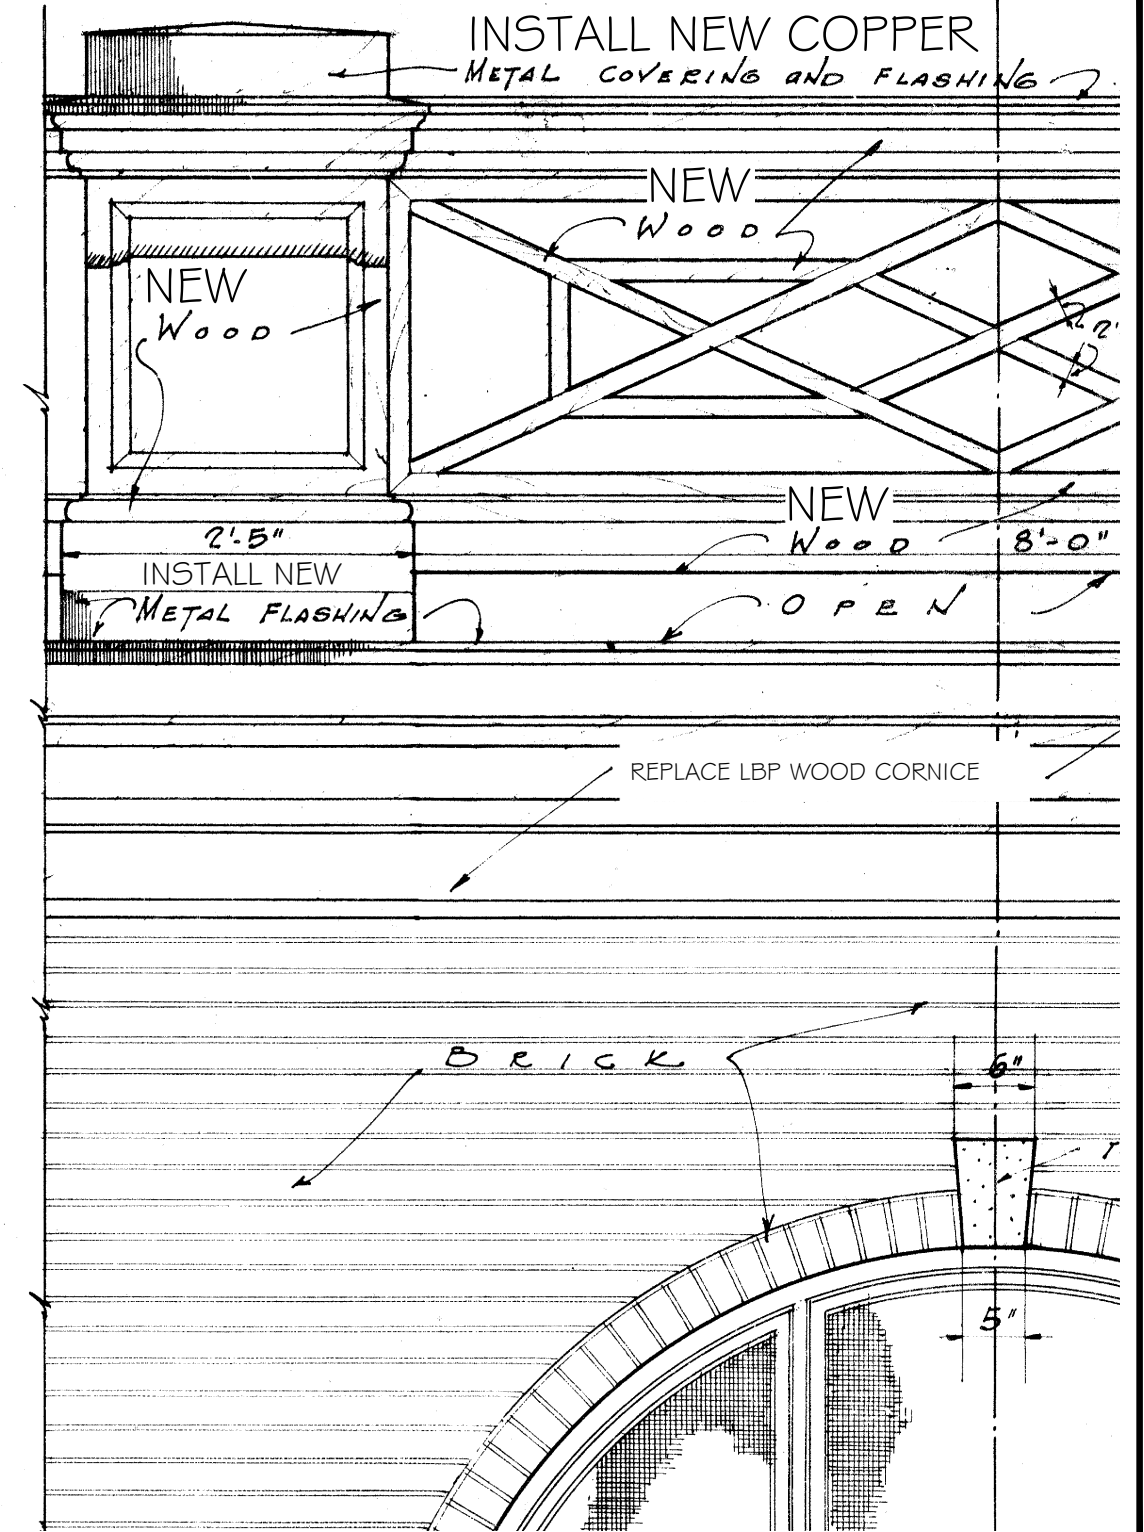 INSTALL NEW COPPER
METAL COVERING AND FLASHING
NEW
WOOD
NEW
WOOD
2'
NEW
WOOD
2'-5"
8'-0"
INSTALL NEW
METAL FLASHING
OPEN
REPLACE LBP WOOD CORNICE
BRICK
6"
5"